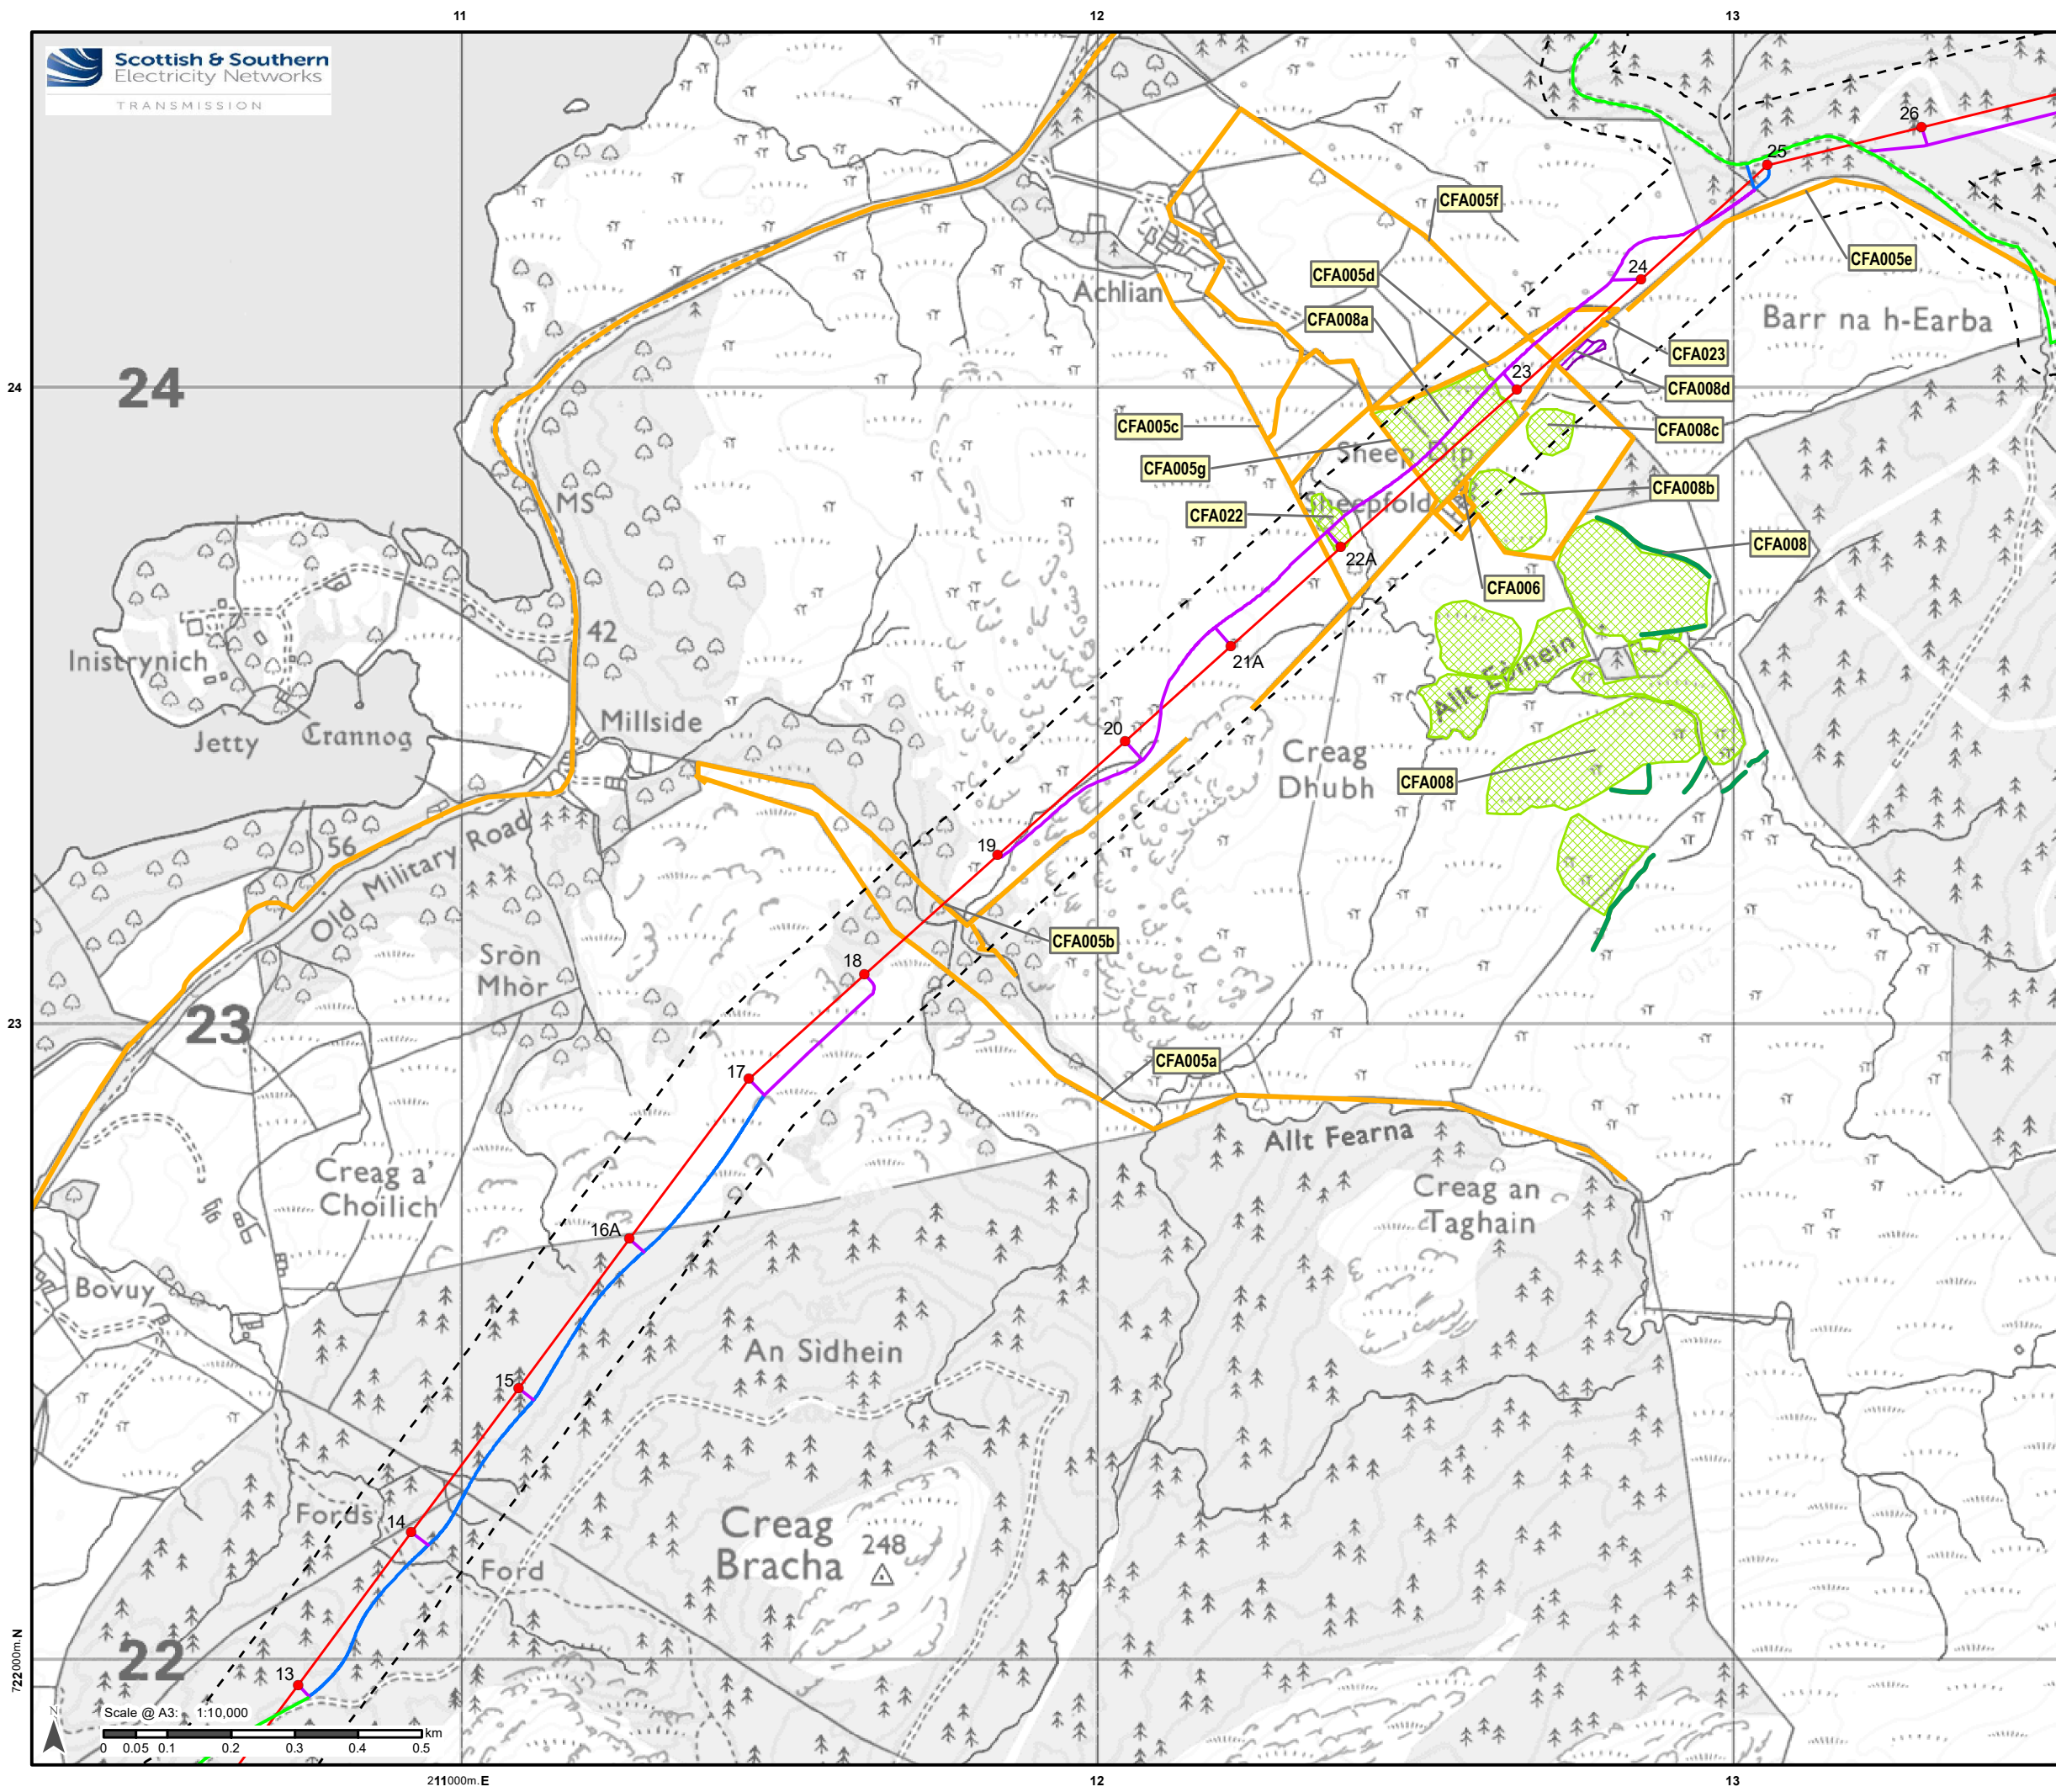 11
12
13
Scottish & Southern
Electricity Networks
TRANSMISSION
26
25
CFA005f
CFA005e
CFA005d
24
Achlian
CFA008a
Barr na h-Earba
CFA023
24
24
23
CFA008d
CFA005c
CFA008c
Sheep Dip
CFA005g
MS
Sheepfold
CFA008b
CFA022
CFA008
22A
CFA006
42
Inistrynich
21A
Allt Eoinein
Millside
Jetty
Crannog
20
Creag
Dhubh
CFA008
56
Old Military Road
19
CFA005b
Sròn
Mhòr
18
23
23
17
CFA005a
Allt Fearna
Creag a'
Choilich
Creag an
Taghain
16A
Bovuy
An Sìdhein
15
Fords
14
Creag
Bracha
248
Ford
722000m.N
22
13
N
Scale @ A3: 1:10,000
km
0 0.05 0.1 0.2 0.3 0.4 0.5
211000m.E
12
13